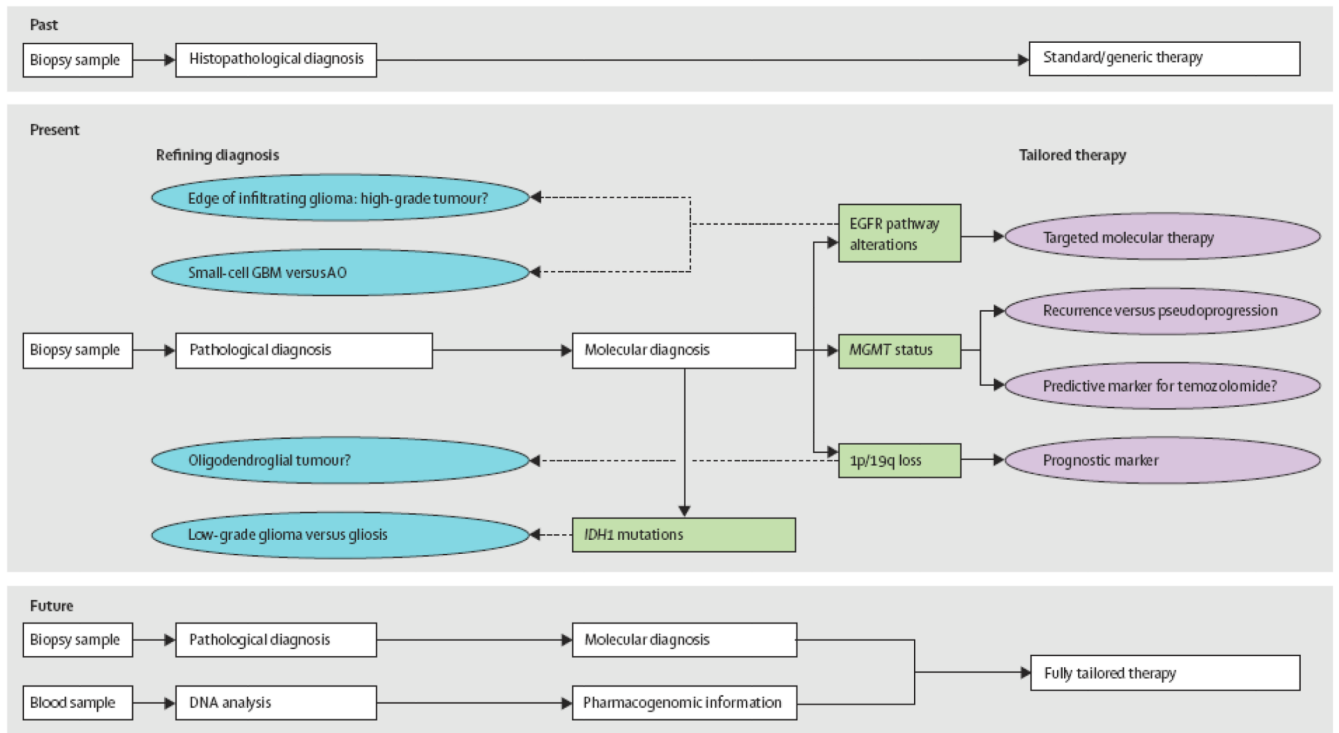 Past
Biopsy sample
Histopathological diagnosis
Standard/generic therapy
Present
Refining diagnosis
Tailored therapy
Edge of infiltrating glioma: high-grade tumour?
EGFR pathway
alterations
Targeted molecular therapy
Small-cell GBM versus AO
Recurrence versus pseudoprogression
Biopsy sample
Pathological diagnosis
Molecular diagnosis
MGMT status
Predictive marker for temozolomide?
Oligodendroglial tumour?
1p/19q loss
Prognostic marker
Low-grade glioma versus gliosis
IDH1 mutations
Future
Biopsy sample
Pathological diagnosis
Molecular diagnosis
Fully tailored therapy
Blood sample
DNA analysis
Pharmacogenomic information